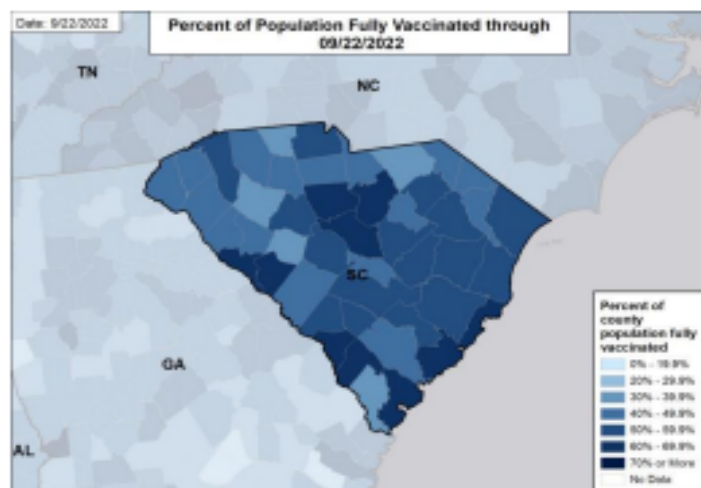 Date: 9/22/2022
Percent of Population Fully Vaccinated through
09/22/2022
TN
NC
SC
GA
AL
Percent of
county
population fully
vaccinated
0% - 19.9%
20% - 29.9%
30% - 39.9%
40% - 49.9%
50% - 59.9%
60% - 69.9%
70% or More
No Data